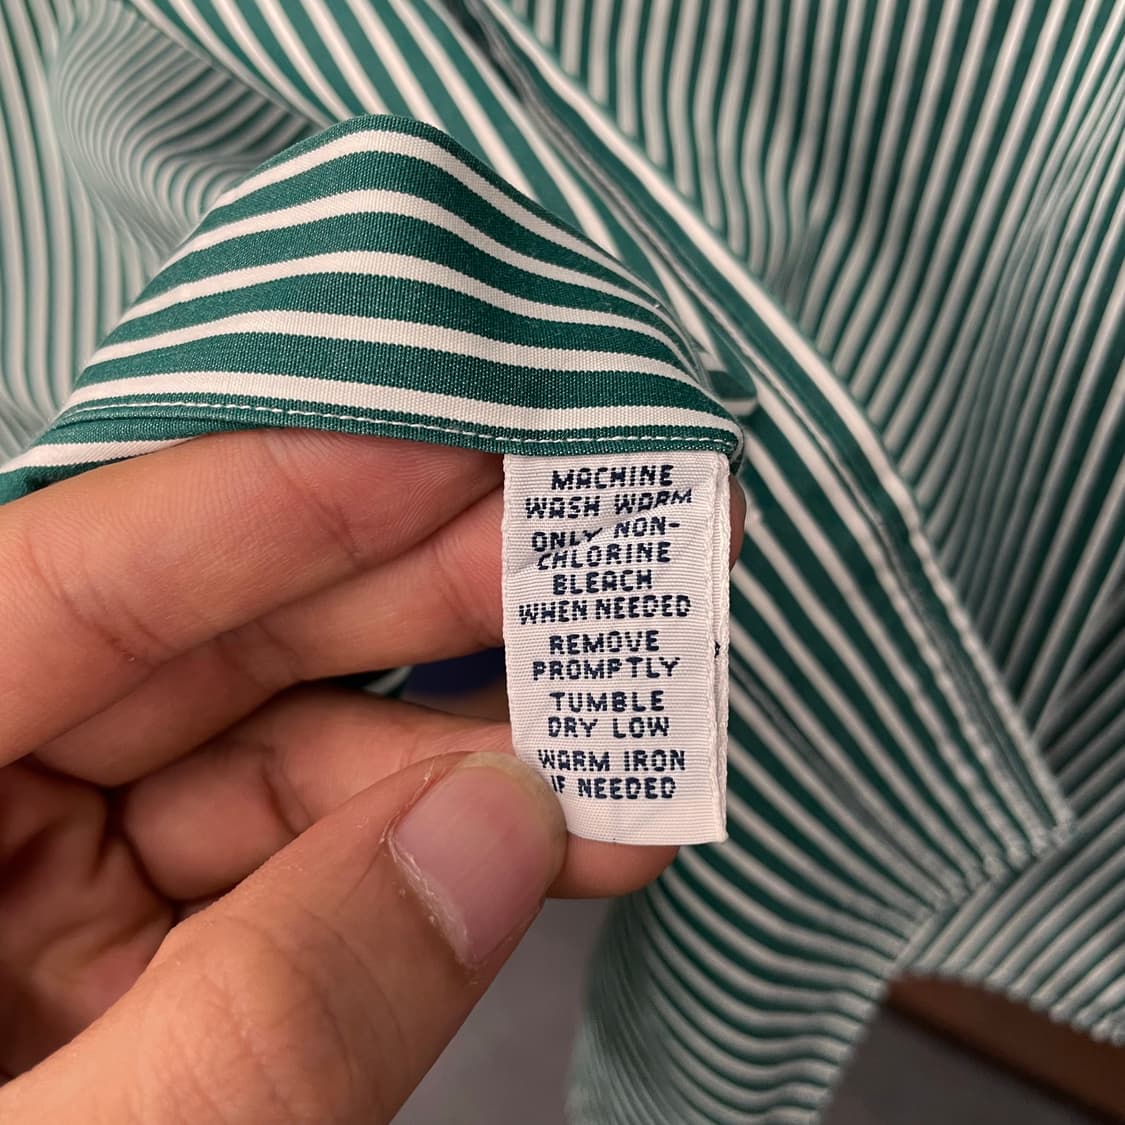 MACHINE
WASH WARM
ONLY NON-
CHLORINE
BLEACH
WHEN NEEDED
REMOVE
PROMPTLY
TUMBLE
DRY LOW
WARM IRON
IF NEEDED